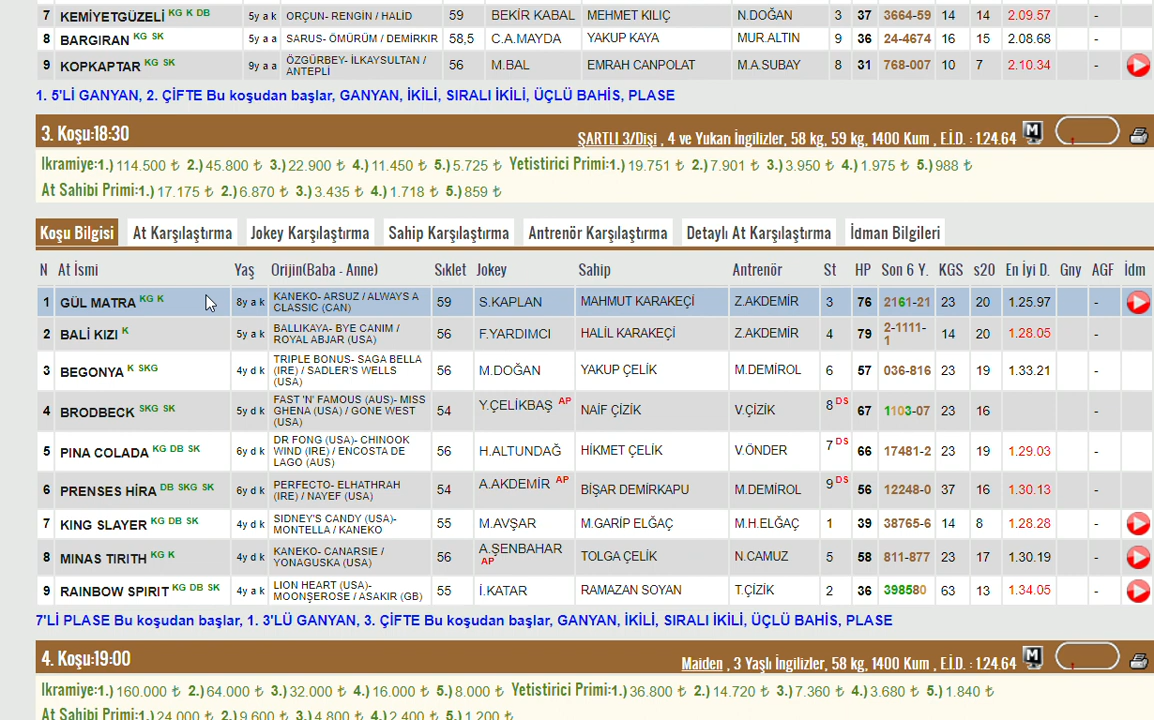 7 KEMİYETGÜZELİ KG K DB 5y a k ORÇUN- RENGİN / HALİD 59 BEKİR KABAL MEHMET KILIÇ N.DOĞAN 3 37 3664-59 14 14 2.09.57 -
8 BARGIRAN KG SK 5y a a SARUS- ÖMÜRÜM / DEMİRKIR 58,5 C.A.MAYDA YAKUP KAYA MUR.ALTIN 9 36 24-4674 16 15 2.08.68 -
9 KOPKAPTAR KG SK 9y a a ÖZGÜRBEY- İLKAYSULTAN / ANTEPLİ 56 M.BAL EMRAH CANPOLAT M.A.SUBAY 8 31 768-007 10 7 2.10.34 -
1. 5'Lİ GANYAN, 2. ÇİFTE Bu koşudan başlar, GANYAN, İKİLİ, SIRALI İKİLİ, ÜÇLÜ BAHİS, PLASE
3. Koşu:18:30 ŞARTLI 3/Dişi , 4 ve Yukarı İngilizler, 58 kg, 59 kg, 1400 Kum , E.İ.D. : 1.24.64 M
İkramiye:1.) 114.500 ₺ 2.) 45.800 ₺ 3.) 22.900 ₺ 4.) 11.450 ₺ 5.) 5.725 ₺ Yetistirici Primi:1.) 19.751 ₺ 2.) 7.901 ₺ 3.) 3.950 ₺ 4.) 1.975 ₺ 5.) 988 ₺
At Sahibi Primi:1.) 17.175 ₺ 2.) 6.870 ₺ 3.) 3.435 ₺ 4.) 1.718 ₺ 5.) 859 ₺
Koşu Bilgisi At Karşılaştırma Jokey Karşılaştırma Sahip Karşılaştırma Antrenör Karşılaştırma Detaylı At Karşılaştırma İdman Bilgileri
N At İsmi Yaş Orijin(Baba - Anne) Sıklet Jokey Sahip Antrenör St HP Son 6 Y. KGS s20 En İyi D. Gny AGF İdm
1 GÜL MATRA KG K 8y a k KANEKO- ARSUZ / ALWAYS A CLASSIC (CAN) 59 S.KAPLAN MAHMUT KARAKEÇİ Z.AKDEMİR 3 76 2161-21 23 20 1.25.97 -
2 BALİ KIZI K 5y a k BALLIKAYA- BYE CANIM / ROYAL ABJAR (USA) 56 F.YARDIMCI HALİL KARAKEÇİ Z.AKDEMİR 4 79 2-1111-1 14 20 1.28.05 -
3 BEGONYA K SKG 4y d k TRIPLE BONUS- SAGA BELLA (IRE) / SADLER'S WELLS (USA) 56 M.DOĞAN YAKUP ÇELİK M.DEMİROL 6 57 036-816 23 19 1.33.21 -
4 BRODBECK SKG SK 5y d k FAST 'N' FAMOUS (AUS)- MISS GHENA (USA) / GONE WEST (USA) 54 Y.ÇELİKBAŞ AP NAİF ÇİZİK V.ÇİZİK 8 DS 67 1103-07 23 16 -
5 PINA COLADA KG DB SK 6y d k DR FONG (USA)- CHINOOK WIND (IRE) / ENCOSTA DE LAGO (AUS) 56 H.ALTUNDAĞ HİKMET ÇELİK V.ÖNDER 7 DS 66 17481-2 23 19 1.29.03 -
6 PRENSES HİRA DB SKG SK 6y d k PERFECTO- ELHATHRAH (IRE) / NAYEF (USA) 54 A.AKDEMİR AP BİŞAR DEMİRKAPU M.DEMİROL 9 DS 56 12248-0 37 16 1.30.13 -
7 KING SLAYER KG DB SK 4y d k SIDNEY'S CANDY (USA)- MONTELLA / KANEKO 55 M.AVŞAR M.GARİP ELĞAÇ M.H.ELĞAÇ 1 39 38765-6 14 8 1.28.28 -
8 MINAS TIRITH KG K 4y d k KANEKO- CANARSIE / YONAGUSKA (USA) 56 A.ŞENBAHAR AP TOLGA ÇELİK N.CAMUZ 5 58 811-877 23 17 1.30.19 -
9 RAINBOW SPIRIT KG DB SK 4y a k LION HEART (USA)- MOONŞEROSE / ASAKIR (GB) 55 İ.KATAR RAMAZAN SOYAN T.ÇİZİK 2 36 398580 63 13 1.34.05 -
7'Lİ PLASE Bu koşudan başlar, 1. 3'LÜ GANYAN, 3. ÇİFTE Bu koşudan başlar, GANYAN, İKİLİ, SIRALI İKİLİ, ÜÇLÜ BAHİS, PLASE
4. Koşu:19:00 Maiden , 3 Yaşlı İngilizler, 58 kg, 1400 Kum , E.İ.D. : 1.24.64 M
İkramiye:1.) 160.000 ₺ 2.) 64.000 ₺ 3.) 32.000 ₺ 4.) 16.000 ₺ 5.) 8.000 ₺ Yetistirici Primi:1.) 36.800 ₺ 2.) 14.720 ₺ 3.) 7.360 ₺ 4.) 3.680 ₺ 5.) 1.840 ₺
At Sahibi Primi:1.) 24.000 ₺ 2.) 9.600 ₺ 3.) 4.800 ₺ 4.) 2.400 ₺ 5.) 1.200 ₺